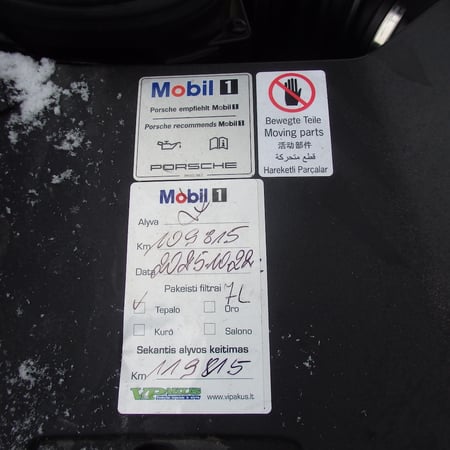 Mobil 1
Porsche empfiehlt Mobil 1
Porsche recommends Mobil 1
PORSCHE
Bewegte Teile
Moving parts
活动部件
قطع متحركة
Hareketli Parçalar
Mobil 1
Alyva
Km 109815
Data 2025.10.22.
Pakeisti filtrai 7L
Tepalo
Oro
Kuro
Salono
Sekantis alyvos keitimas
Km 119815
VIPAKUS
www.vipakus.lt